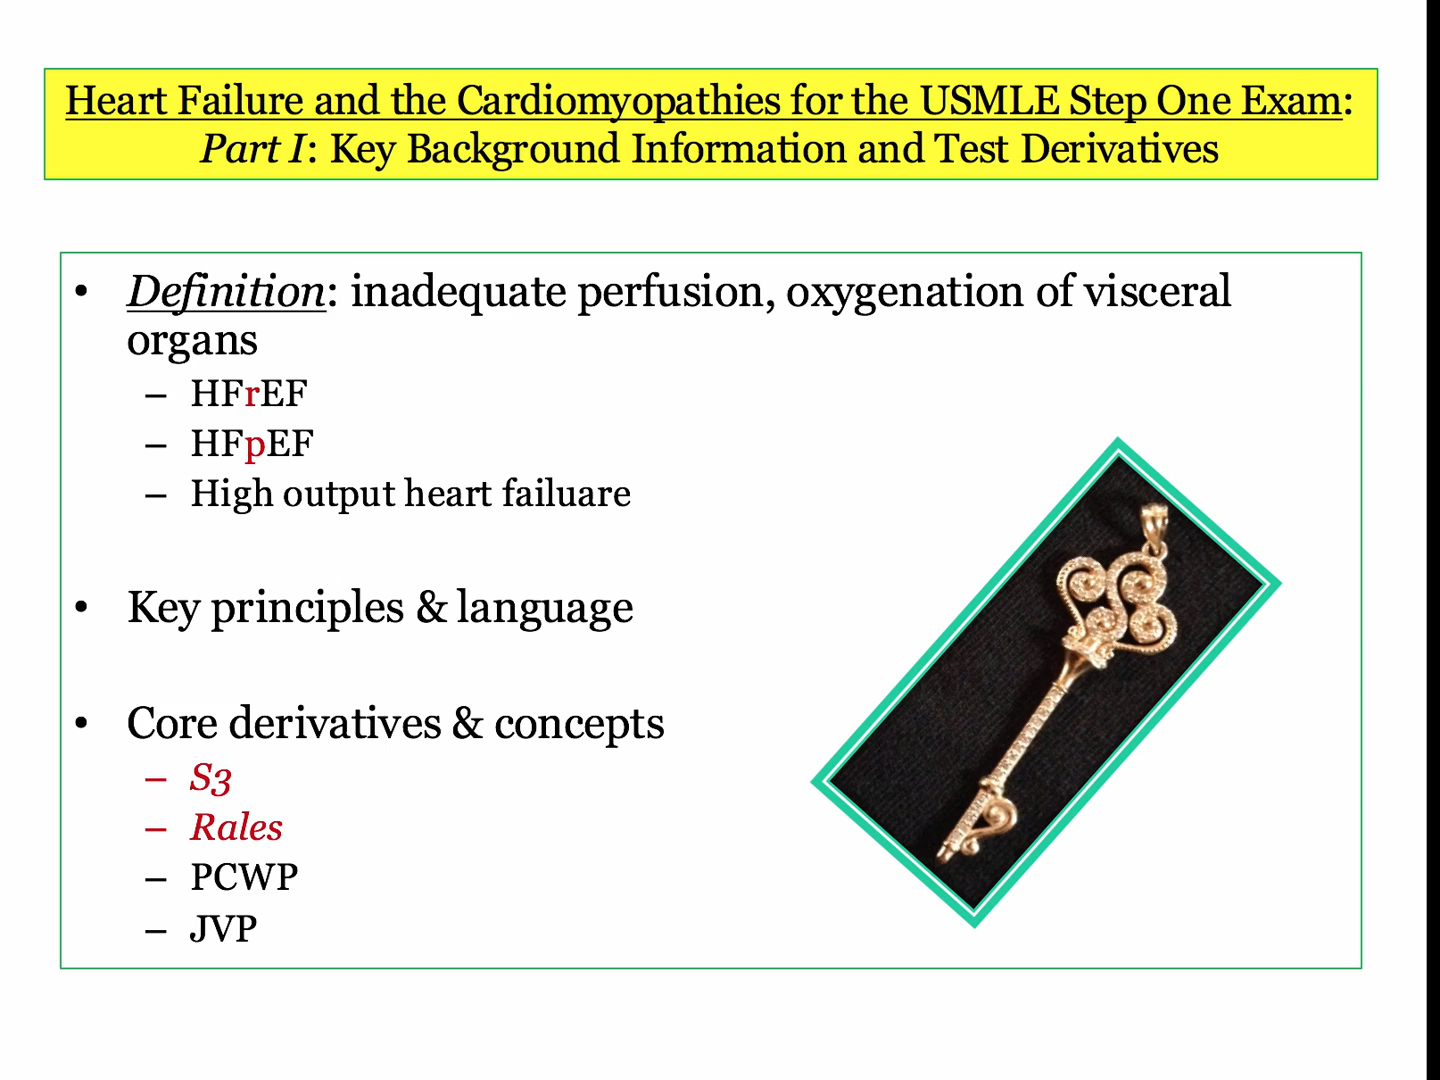 Heart Failure and the Cardiomyopathies for the USMLE Step One Exam:
Part I: Key Background Information and Test Derivatives
• Definition: inadequate perfusion, oxygenation of visceral
organs
– HFrEF
– HFpEF
– High output heart failuare
• Key principles & language
• Core derivatives & concepts
– S3
– Rales
– PCWP
– JVP